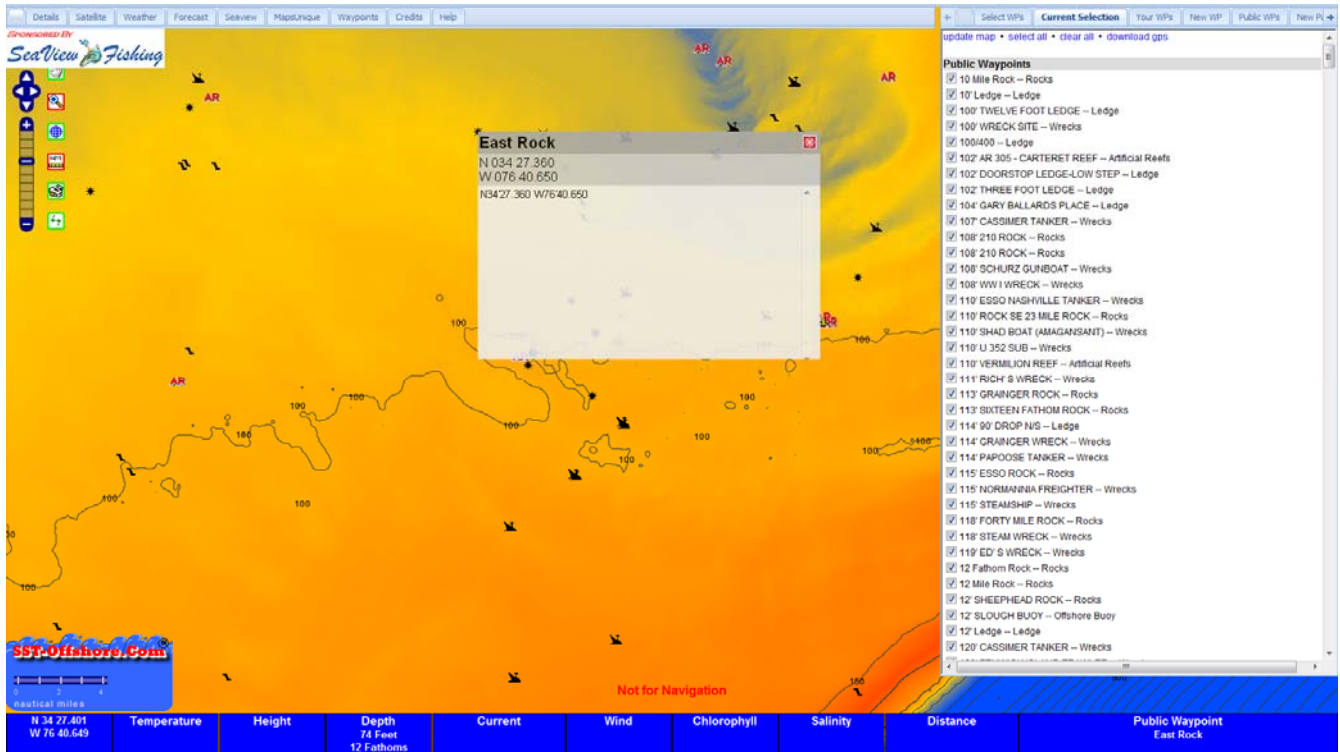 Details Satellite Weather Forecast Seaview MapsUnique Waypoints Credits Help
Select WPs Current Selection Your WPs New WP Public WPs
update map • select all • clear all • download gps
Sponsored By
SeaView Fishing
Public Waypoints
10 Mile Rock -- Rocks
10' Ledge -- Ledge
100' TWELVE FOOT LEDGE -- Ledge
100' WRECK SITE -- Wrecks
100/400 -- Ledge
102' AR 305 - CARTERET REEF -- Artificial Reefs
102' DOORSTOP LEDGE-LOW STEP -- Ledge
102' THREE FOOT LEDGE -- Ledge
104' GARY BALLARDS PLACE -- Ledge
107' CASSIMER TANKER -- Wrecks
108' 210 ROCK -- Rocks
108' 210 ROCK -- Rocks
108' SCHURZ GUNBOAT -- Wrecks
108' WW I WRECK -- Wrecks
110' ESSO NASHVILLE TANKER -- Wrecks
110' ROCK SE 23 MILE ROCK -- Rocks
110' SHAD BOAT (AMAGANSANT) -- Wrecks
110' U 352 SUB -- Wrecks
110' VERMILION REEF -- Artificial Reefs
111' RICH' S WRECK -- Wrecks
113' GRAINGER ROCK -- Rocks
113' SIXTEEN FATHOM ROCK -- Rocks
114' 90' DROP N/S -- Ledge
114' GRAINGER WRECK -- Wrecks
114' PAPOOSE TANKER -- Wrecks
115' ESSO ROCK -- Rocks
115' NORMANNIA FREIGHTER -- Wrecks
115' STEAMSHIP -- Wrecks
118' FORTY MILE ROCK -- Rocks
118' STEAM WRECK -- Wrecks
119' ED' S WRECK -- Wrecks
12 Fathom Rock -- Rocks
12 Mile Rock -- Rocks
12' SHEEPHEAD ROCK -- Rocks
12' SLOUGH BUOY -- Offshore Buoy
12' Ledge -- Ledge
120' CASSIMER TANKER -- Wrecks
East Rock
N 034 27.360
W 076 40.650
N34'27.360 W76'40.650
AR
AR
AR
AR
AR
100
100
100
100
100
100
100
100
100
100
100
100
100
SST-Offshore.Com
0 2 4
nautical miles
Not for Navigation
N 34 27.401
W 76 40.649
Temperature
Height
Depth
74 Feet
12 Fathoms
Current
Wind
Chlorophyll
Salinity
Distance
Public Waypoint
East Rock